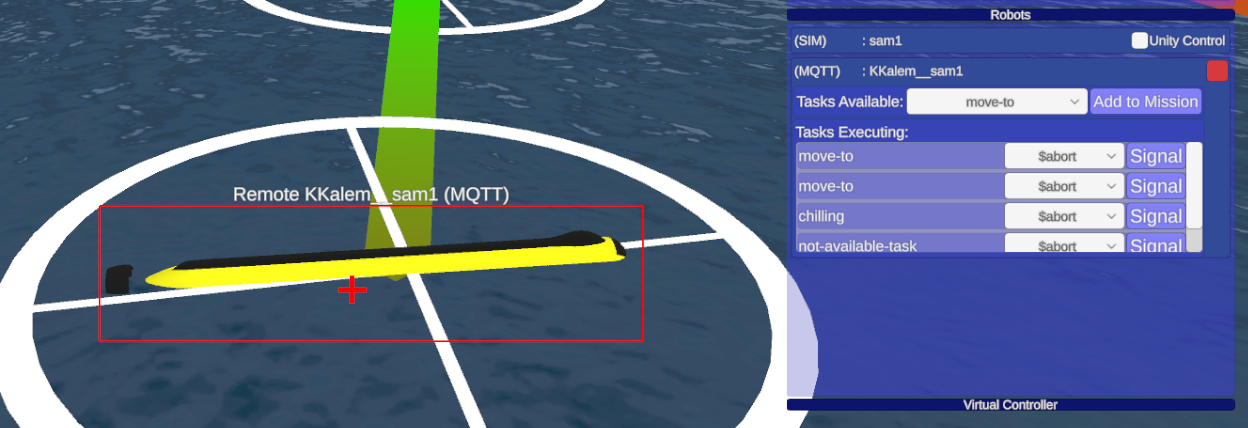 Remote KKalem__sam1 (MQTT)
Robots
(SIM) : sam1 Unity Control
(MQTT) : KKalem__sam1
Tasks Available: move-to Add to Mission
Tasks Executing:
move-to $abort Signal
move-to $abort Signal
chilling $abort Signal
not-available-task $abort Signal
Virtual Controller